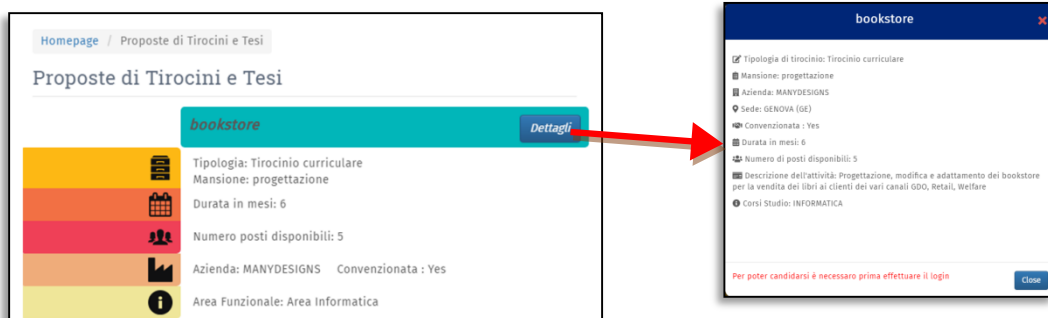 Homepage / Proposte di Tirocini e Tesi
Proposte di Tirocini e Tesi
bookstore
Dettagli
Tipologia: Tirocinio curriculare
Mansione: progettazione
Durata in mesi: 6
Numero posti disponibili: 5
Azienda: MANYDESIGNS Convenzionata : Yes
Area Funzionale: Area Informatica
bookstore
Tipologia di tirocinio: Tirocinio curriculare
Mansione: progettazione
Azienda: MANYDESIGNS
Sede: GENOVA (GE)
Convenzionata : Yes
Durata in mesi: 6
Numero di posti disponibili: 5
Descrizione dell'attività: Progettazione, modifica e adattamento dei bookstore
per la vendita dei libri ai clienti dei vari canali GDO, Retail, Welfare
Corsi Studio: INFORMATICA
Per poter candidarsi é necessaro prima effettuare il login
Close